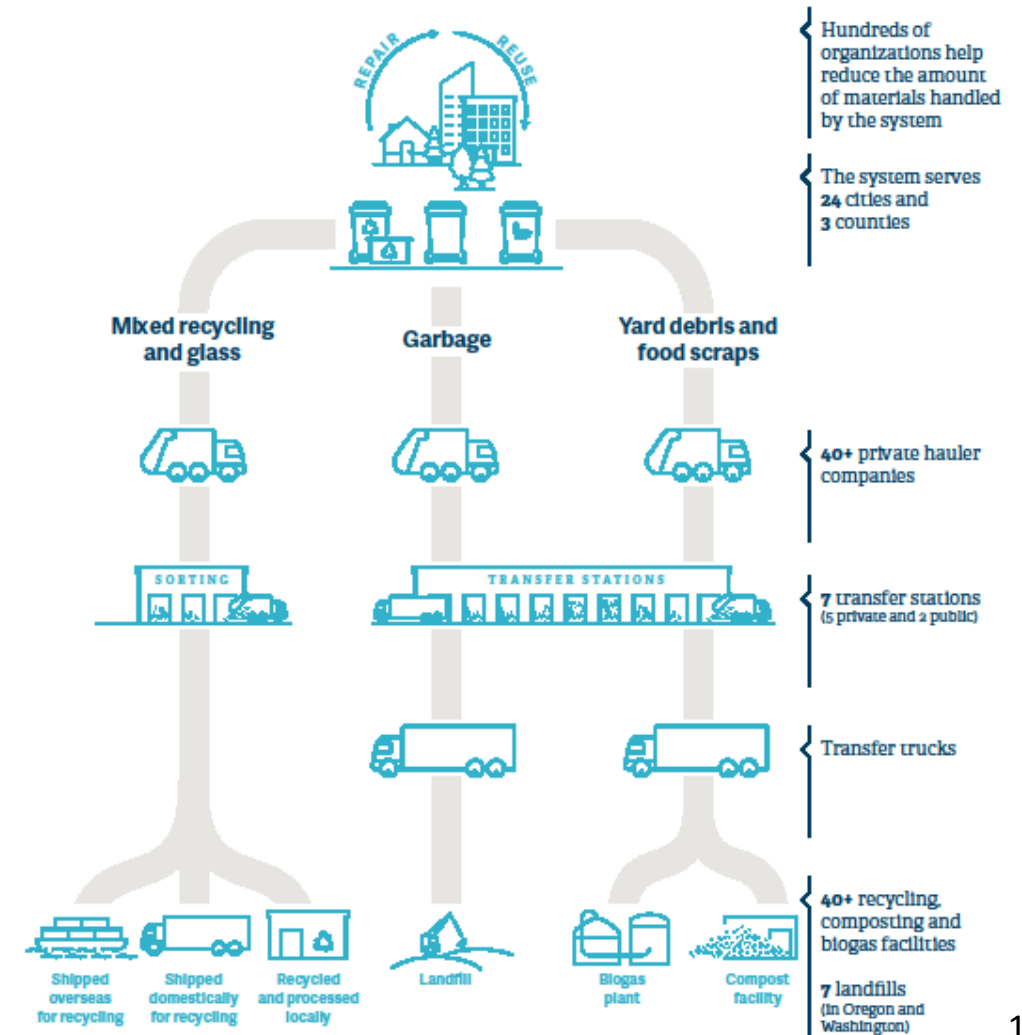 REPAIR
REUSE
Hundreds of
organizations help
reduce the amount
of materials handled
by the system
The system serves
24 cities and
3 counties
Mixed recycling
and glass
Garbage
Yard debris and
food scraps
40+ private hauler
companies
SORTING
TRANSFER STATIONS
7 transfer stations
(5 private and 2 public)
Transfer trucks
Shipped
overseas
for recycling
Shipped
domestically
for recycling
Recycled
and processed
locally
Landfill
Biogas
plant
Compost
facility
40+ recycling,
composting and
biogas facilities
7 landfills
(in Oregon and
Washington)
1